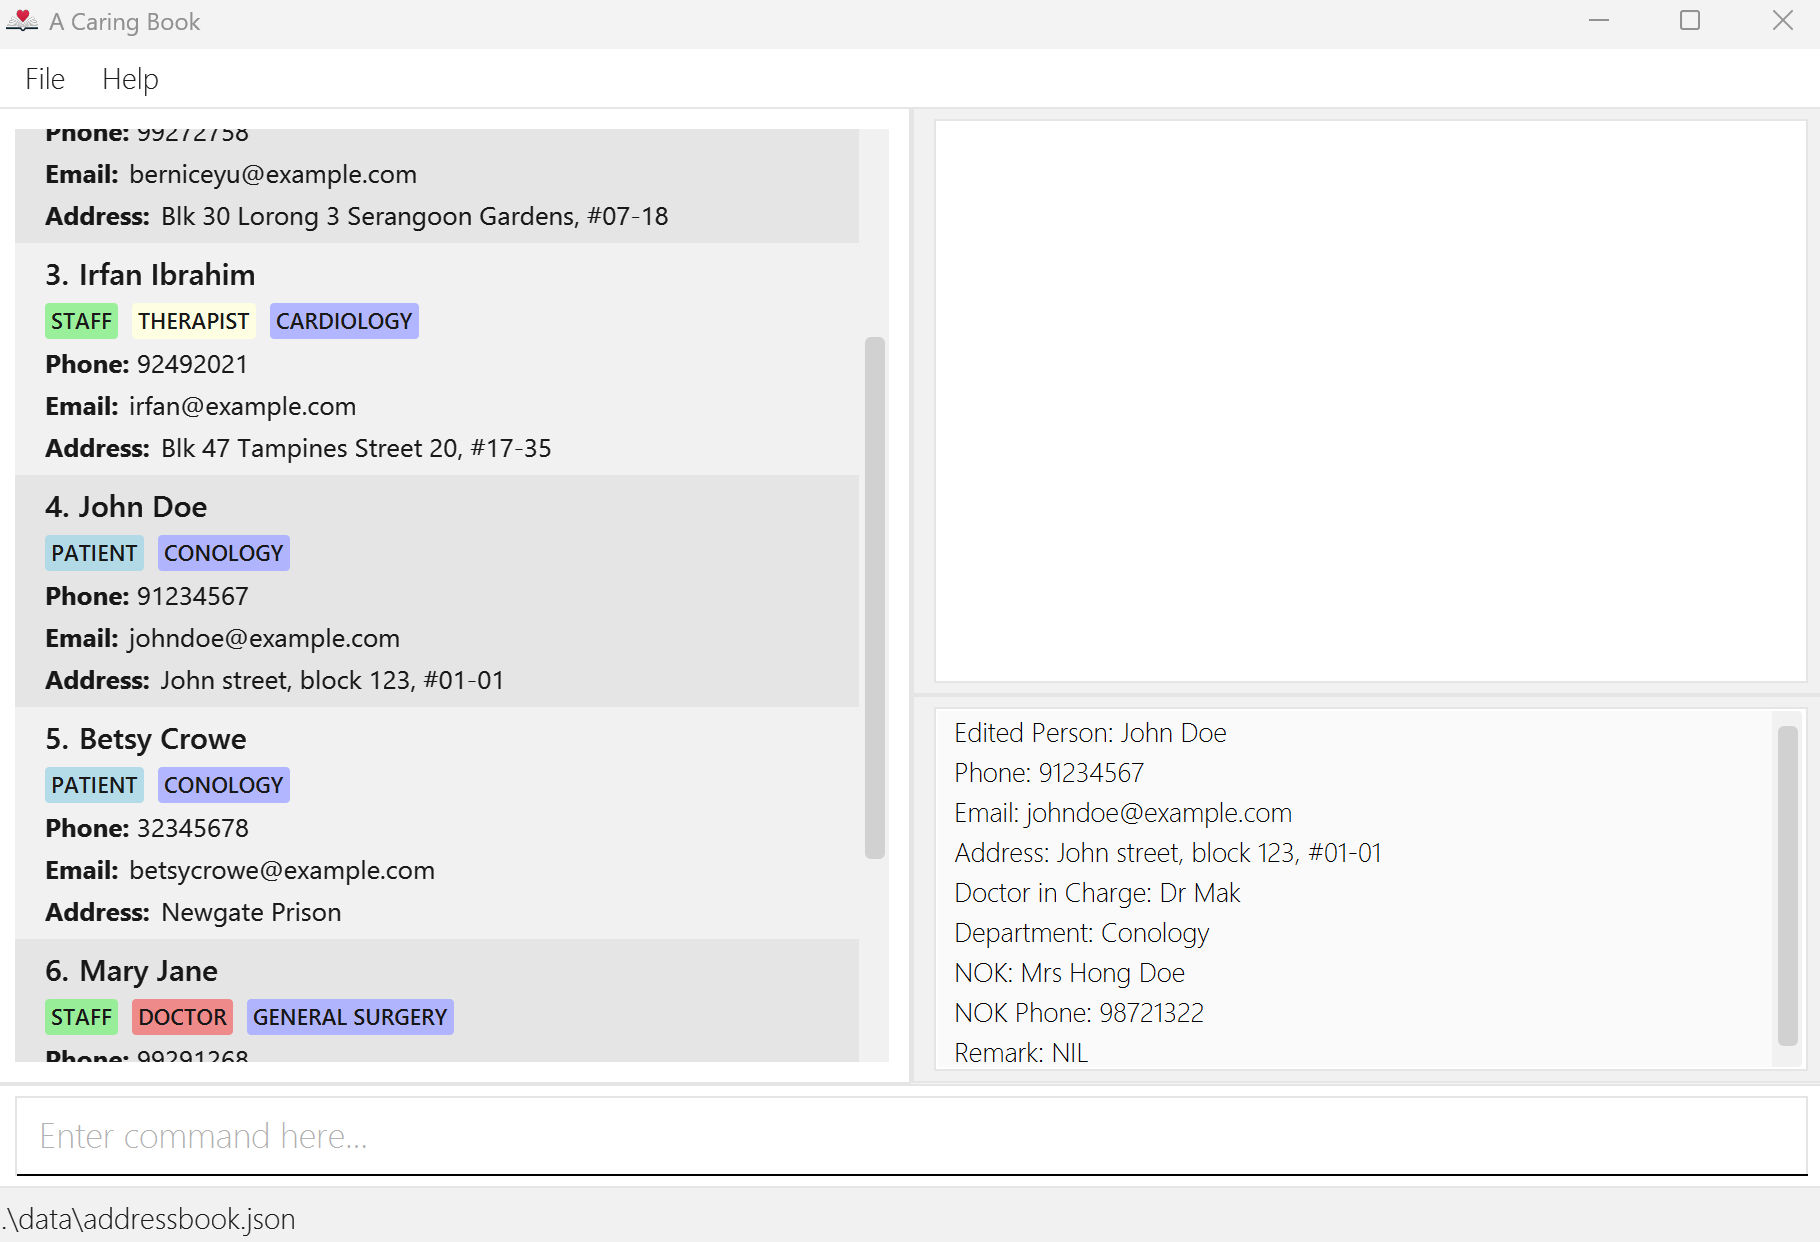 A Caring Book
File Help
Phone: 99272758
Email: berniceyu@example.com
Address: Blk 30 Lorong 3 Serangoon Gardens, #07-18
3. Irfan Ibrahim
STAFF THERAPIST CARDIOLOGY
Phone: 92492021
Email: irfan@example.com
Address: Blk 47 Tampines Street 20, #17-35
4. John Doe
PATIENT CONOLOGY
Phone: 91234567
Email: johndoe@example.com
Address: John street, block 123, #01-01
5. Betsy Crowe
PATIENT CONOLOGY
Phone: 32345678
Email: betsycrowe@example.com
Address: Newgate Prison
6. Mary Jane
STAFF DOCTOR GENERAL SURGERY
Phone: 99291268
Edited Person: John Doe
Phone: 91234567
Email: johndoe@example.com
Address: John street, block 123, #01-01
Doctor in Charge: Dr Mak
Department: Conology
NOK: Mrs Hong Doe
NOK Phone: 98721322
Remark: NIL
Enter command here...
.\data\addressbook.json